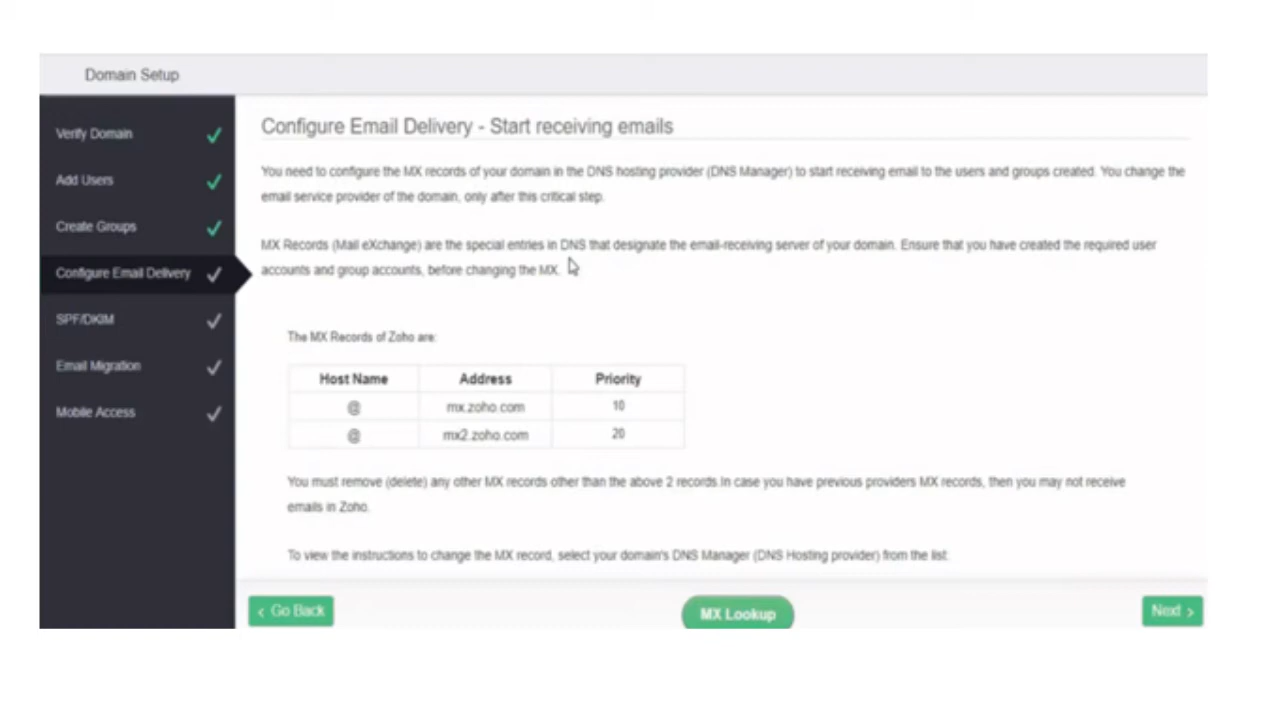 Domain Setup
Verify Domain
Add Users
Create Groups
Configure Email Delivery
SPF/DKIM
Email Migration
Mobile Access
Configure Email Delivery - Start receiving emails
You need to configure the MX records of your domain in the DNS hosting provider (DNS Manager) to start receiving email to the users and groups created. You change the
email service provider of the domain, only after this critical step.
MX Records (Mail eXchange) are the special entries in DNS that designate the email-receiving server of your domain. Ensure that you have created the required user
accounts and group accounts, before changing the MX.
The MX Records of Zoho are:
Host Name Address Priority
@ mx.zoho.com 10
@ mx2.zoho.com 20
You must remove (delete) any other MX records other than the above 2 records.In case you have previous providers MX records, then you may not receive
emails in Zoho.
To view the instructions to change the MX record, select your domain's DNS Manager (DNS Hosting provider) from the list:
< Go Back
MX Lookup
Next >